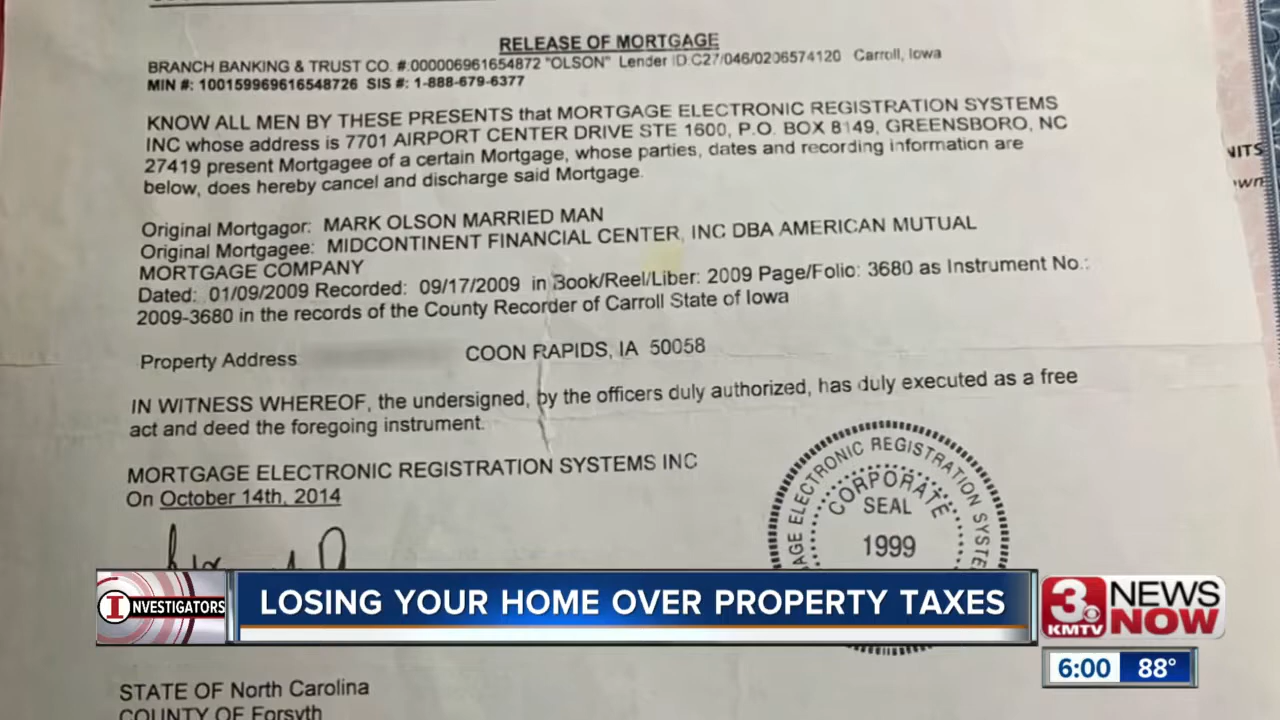 RELEASE OF MORTGAGE
BRANCH BANKING & TRUST CO. #:000006961654872 "OLSON" Lender ID:C27/046/0206574120 Carroll, Iowa
MIN #: 100159969616548726 SIS #: 1-888-679-6377
KNOW ALL MEN BY THESE PRESENTS that MORTGAGE ELECTRONIC REGISTRATION SYSTEMS
INC whose address is 7701 AIRPORT CENTER DRIVE STE 1600, P.O. BOX 8149, GREENSBORO, NC
27419 present Mortgagee of a certain Mortgage, whose parties, dates and recording information are
below, does hereby cancel and discharge said Mortgage.
Original Mortgagor: MARK OLSON MARRIED MAN
Original Mortgagee: MIDCONTINENT FINANCIAL CENTER, INC DBA AMERICAN MUTUAL
MORTGAGE COMPANY
Dated: 01/09/2009 Recorded: 09/17/2009 in Book/Reel/Liber: 2009 Page/Folio: 3680 as Instrument No.:
2009-3680 in the records of the County Recorder of Carroll State of Iowa
Property Address COON RAPIDS, IA 50058
IN WITNESS WHEREOF, the undersigned, by the officers duly authorized, has duly executed as a free
act and deed the foregoing instrument.
MORTGAGE ELECTRONIC REGISTRATION SYSTEMS INC
On October 14th, 2014
AGE ELECTRONIC REGISTRATION SYSTE
CORPORATE
SEAL
1999
INVESTIGATORS
LOSING YOUR HOME OVER PROPERTY TAXES
3 KMTV
NEWS
NOW
6:00 88°
STATE OF North Carolina
COUNTY OF Forsyth